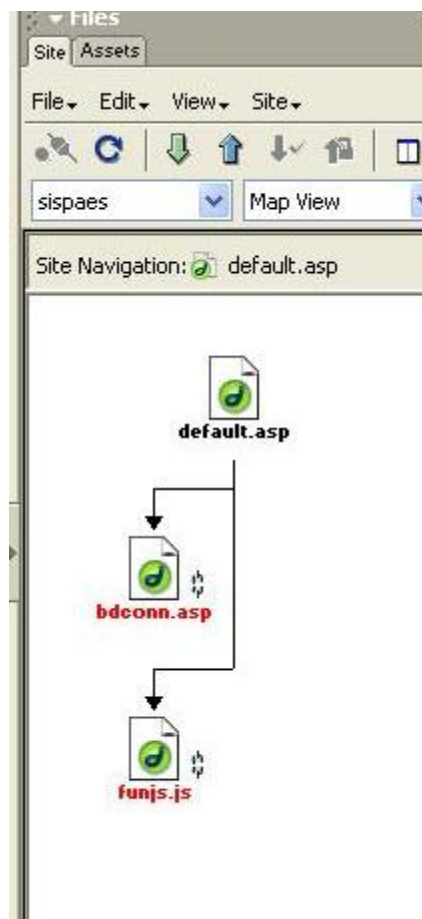 Files
Site Assets
File Edit View Site
sispaes Map View
Site Navigation: default.asp
default.asp
bdconn.asp
funjs.js